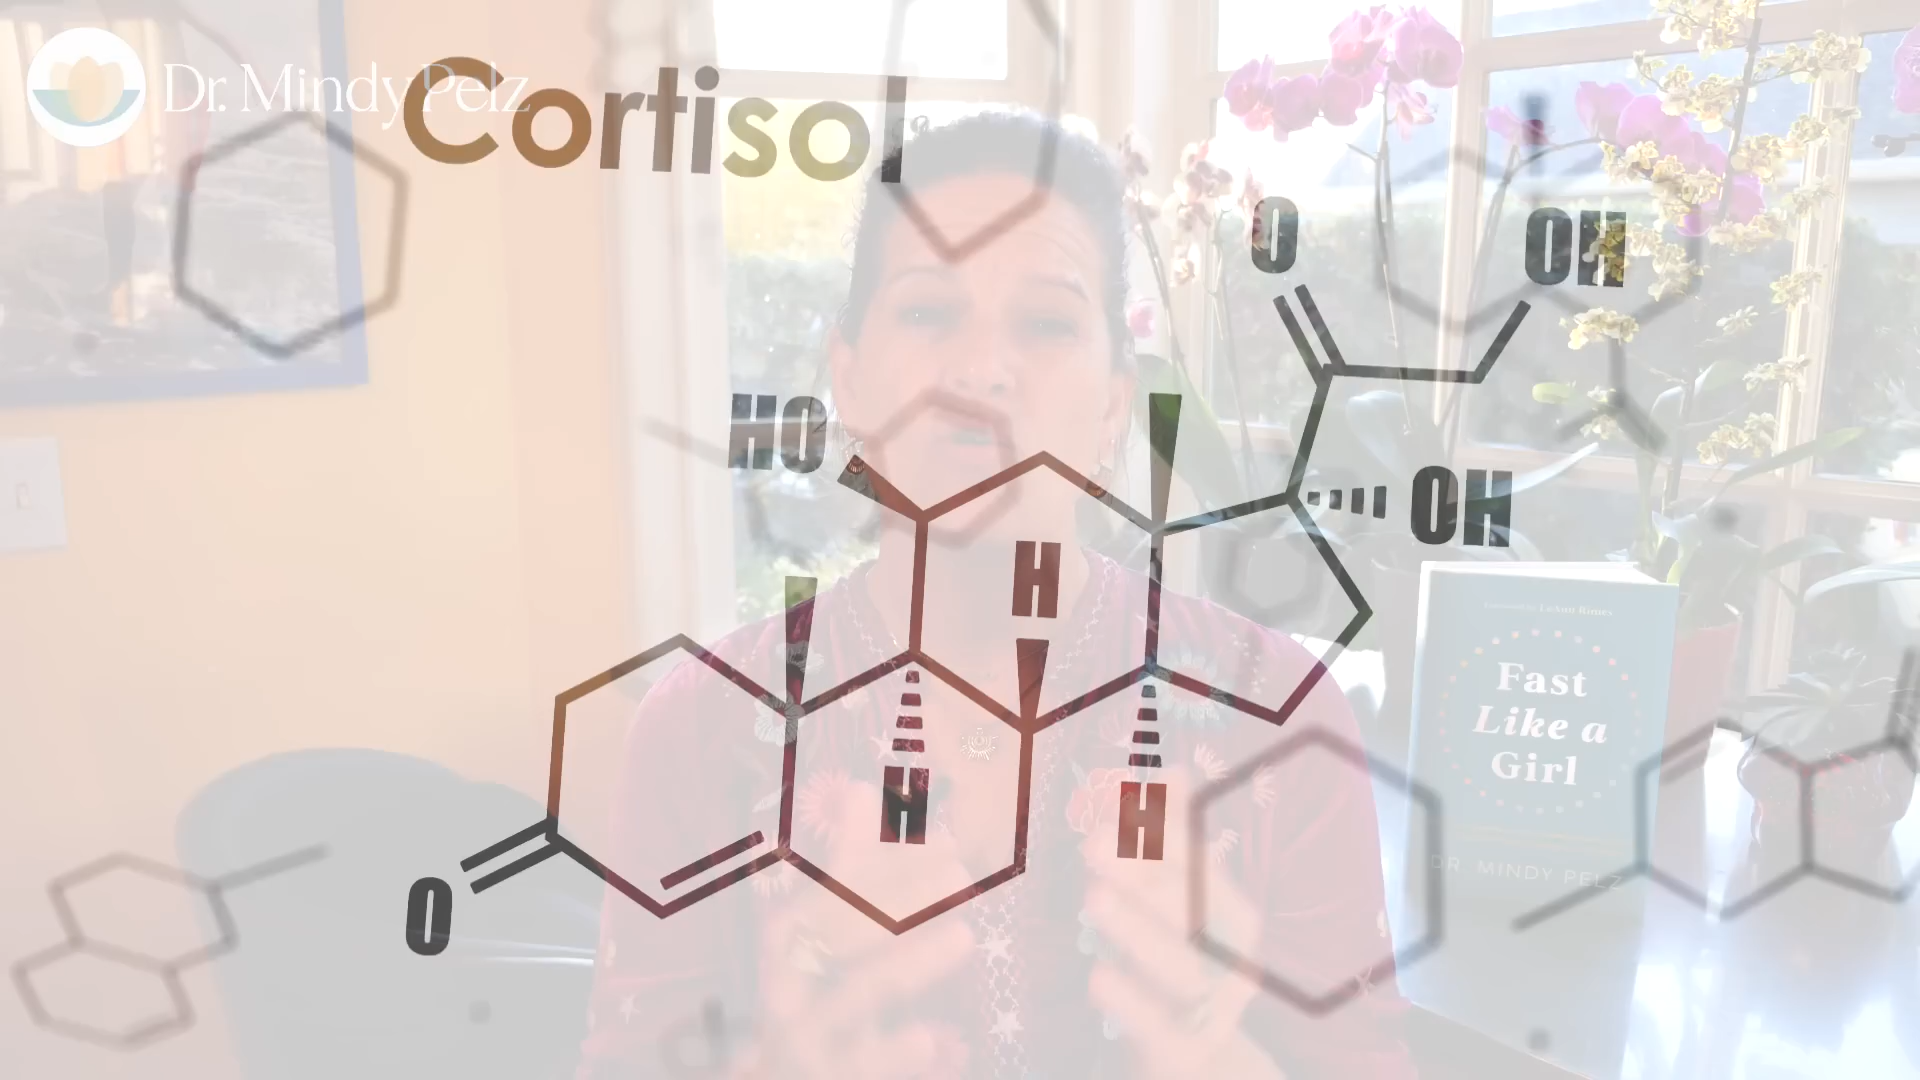 Dr. Mindy Pelz
Cortisol
O
OH
HO
OH
H
H
H
O
Fast
Like a
Girl
DR. MINDY PELZ